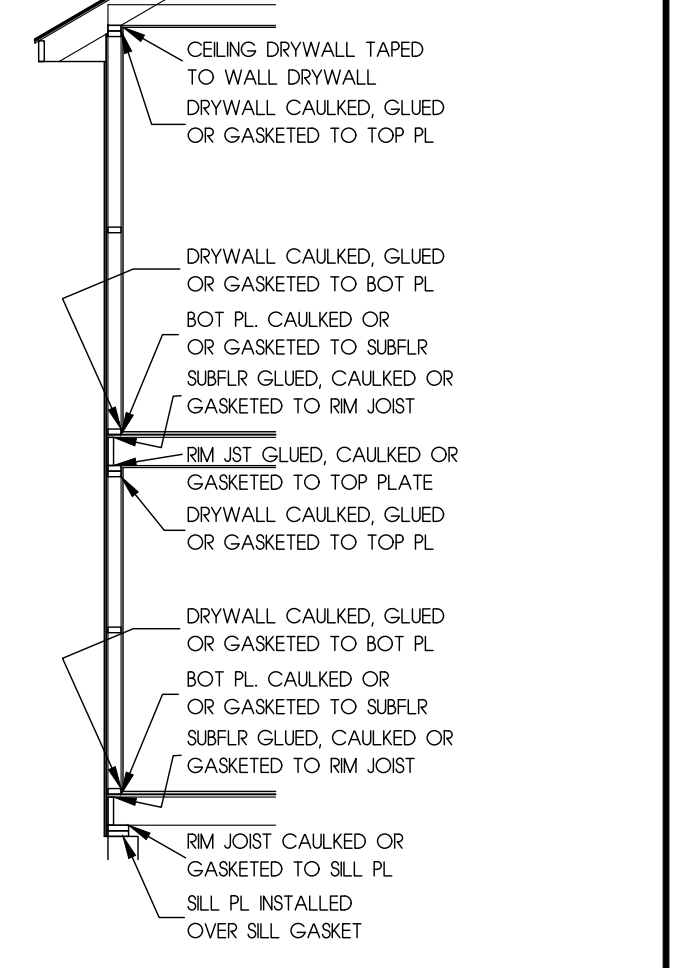 CEILING DRYWALL TAPED
TO WALL DRYWALL
DRYWALL CAULKED, GLUED
OR GASKETED TO TOP PL
DRYWALL CAULKED, GLUED
OR GASKETED TO BOT PL
BOT PL. CAULKED OR
OR GASKETED TO SUBFLR
SUBFLR GLUED, CAULKED OR
GASKETED TO RIM JOIST
RIM JST GLUED, CAULKED OR
GASKETED TO TOP PLATE
DRYWALL CAULKED, GLUED
OR GASKETED TO TOP PL
DRYWALL CAULKED, GLUED
OR GASKETED TO BOT PL
BOT PL. CAULKED OR
OR GASKETED TO SUBFLR
SUBFLR GLUED, CAULKED OR
GASKETED TO RIM JOIST
RIM JOIST CAULKED OR
GASKETED TO SILL PL
SILL PL INSTALLED
OVER SILL GASKET